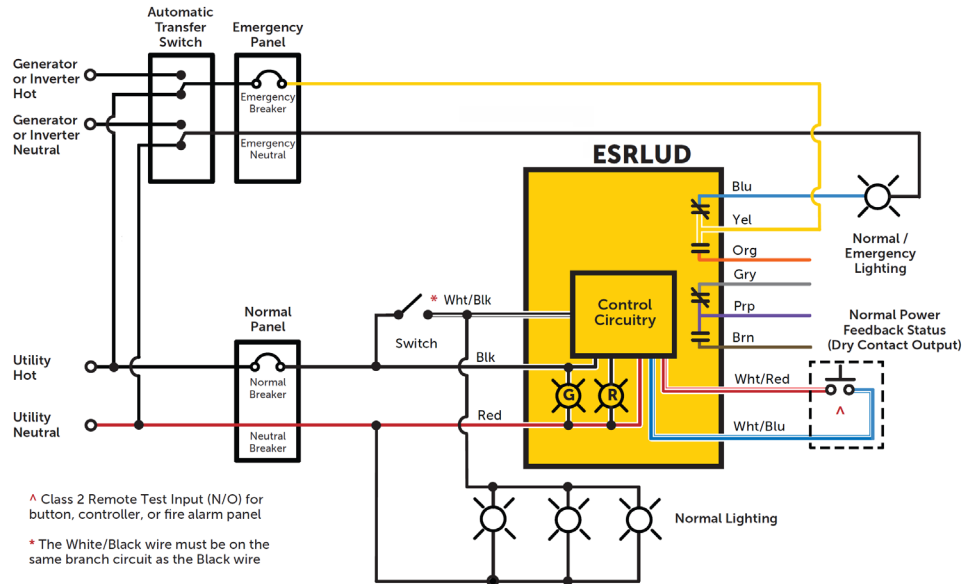 Automatic
Transfer
Switch
Emergency
Panel
Generator
or Inverter
Hot
Generator
or Inverter
Neutral
Emergency
Breaker
Emergency
Neutral
ESRLUD
Blu
Yel
Org
Gry
Prp
Brn
Normal /
Emergency
Lighting
Normal Power
Feedback Status
(Dry Contact Output)
Control
Circuitry
* Wht/Blk
Switch
Normal
Panel
Normal
Breaker
Neutral
Breaker
Utility
Hot
Utility
Neutral
Blk
Red
G
R
Wht/Red
Wht/Blu
^
Normal Lighting
^ Class 2 Remote Test Input (N/O) for
button, controller, or fire alarm panel
* The White/Black wire must be on the
same branch circuit as the Black wire